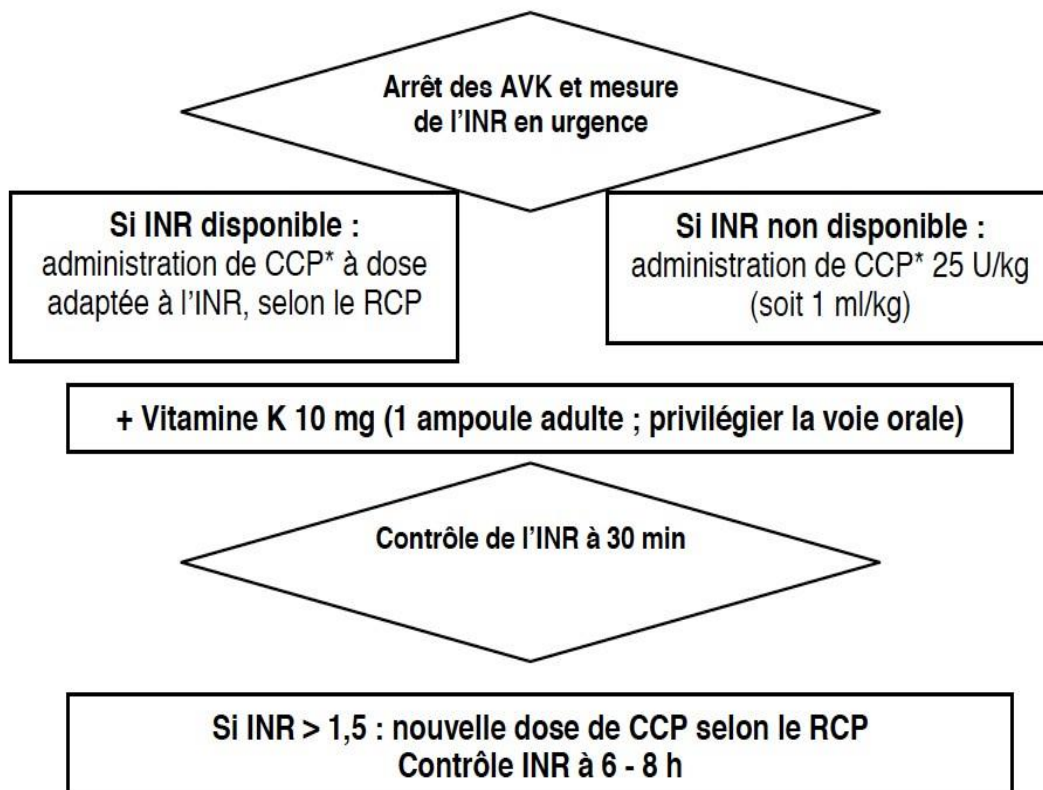 Arrêt des AVK et mesure
de l’INR en urgence
Si INR disponible :
administration de CCP* à dose
adaptée à l’INR, selon le RCP
Si INR non disponible :
administration de CCP* 25 U/kg
(soit 1 ml/kg)
+ Vitamine K 10 mg (1 ampoule adulte ; privilégier la voie orale)
Contrôle de l’INR à 30 min
Si INR > 1,5 : nouvelle dose de CCP selon le RCP
Contrôle INR à 6 - 8 h